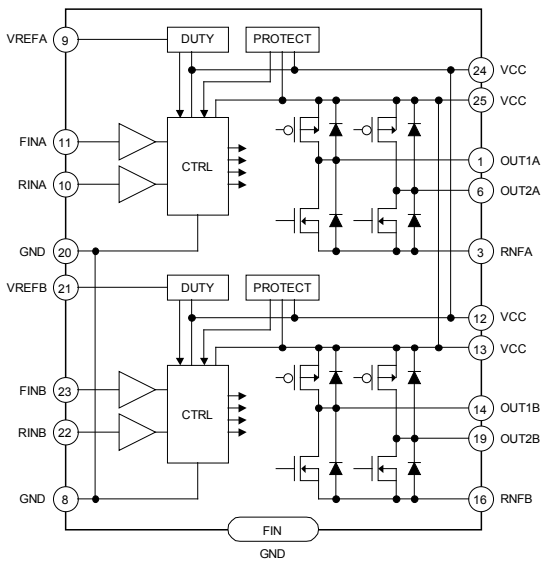 VREFA 9 DUTY PROTECT
24 VCC
25 VCC
FINA 11
CTRL
1 OUT1A
RINA 10
6 OUT2A
GND 20
3 RNFA
VREFB 21 DUTY PROTECT
12 VCC
13 VCC
FINB 23
CTRL
14 OUT1B
RINB 22
19 OUT2B
GND 8
16 RNFB
FIN
GND